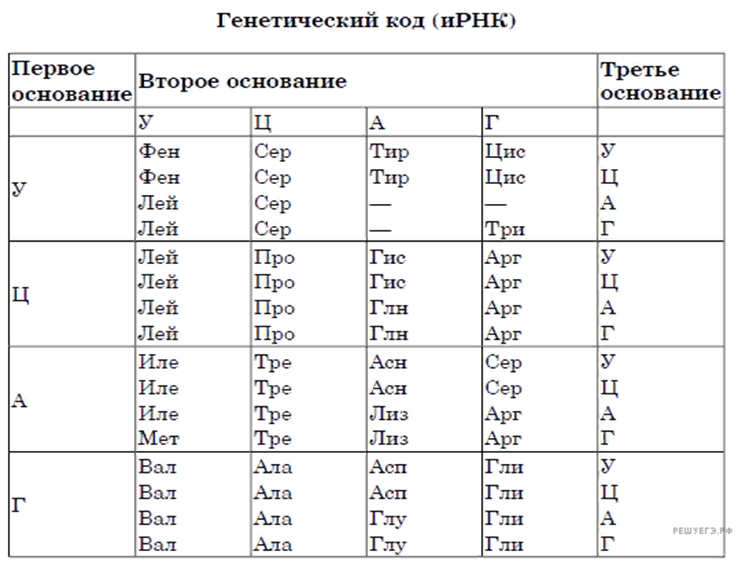 Генетический код (иРНК)
Первое основание Второе основание Третье основание
У Ц А Г
У
Фен Сер Тир Цис У
Фен Сер Тир Цис Ц
Лей Сер — — А
Лей Сер — Три Г
Ц
Лей Про Гис Арг У
Лей Про Гис Арг Ц
Лей Про Глн Арг А
Лей Про Глн Арг Г
А
Иле Тре Асн Сер У
Иле Тре Асн Сер Ц
Иле Тре Лиз Арг А
Мет Тре Лиз Арг Г
Г
Вал Ала Асп Гли У
Вал Ала Асп Гли Ц
Вал Ала Глу Гли А
Вал Ала Глу Гли Г
РЕШУЕГЭ.РФ